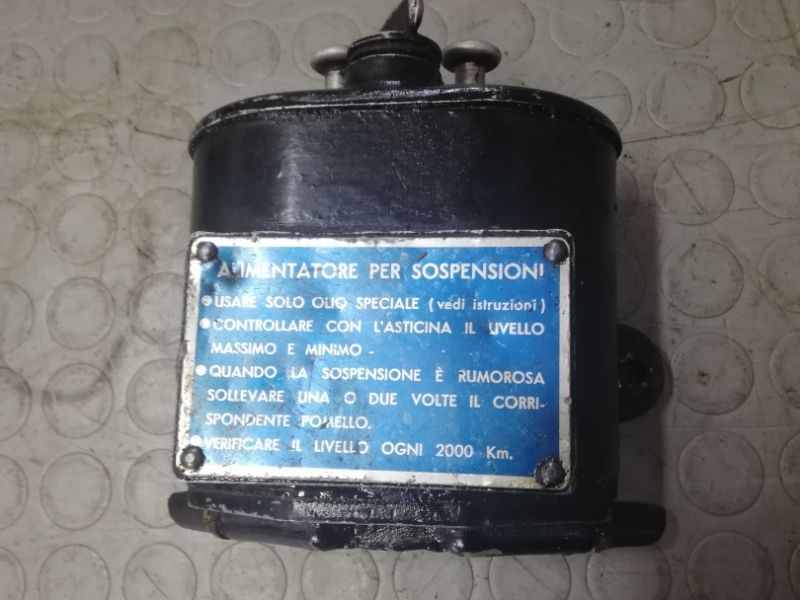 ALIMENTATORE PER SOSPENSIONI
• USARE SOLO OLIO SPECIALE (vedi istruzioni)
• CONTROLLARE CON L'ASTICINA IL LIVELLO
MASSIMO E MINIMO -
• QUANDO LA SOSPENSIONE È RUMOROSA
SOLLEVARE UNA O DUE VOLTE IL CORRI-
SPONDENTE POMELLO.
• VERIFICARE IL LIVELLO OGNI 2000 Km.